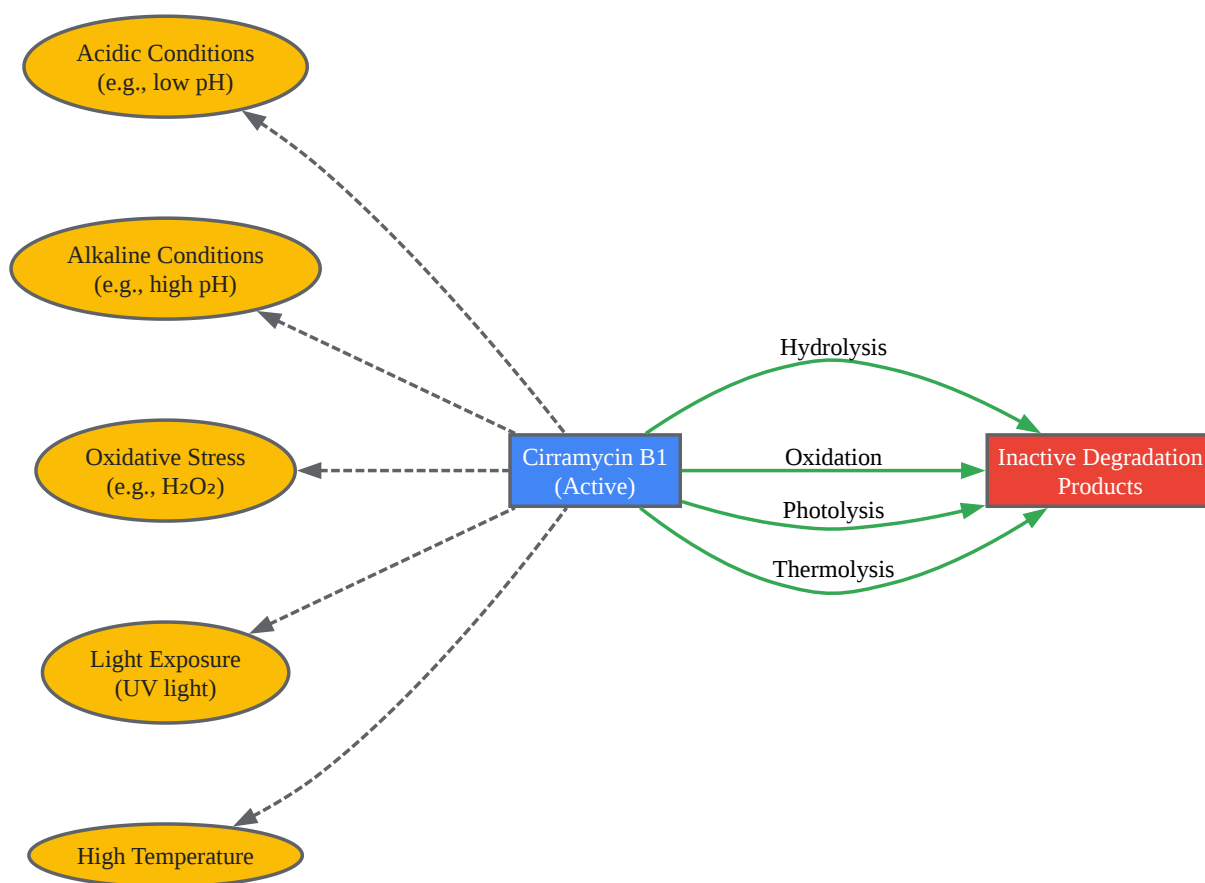 Acidic Conditions
(e.g., low pH)
Alkaline Conditions
(e.g., high pH)
Oxidative Stress
(e.g., H₂O₂)
Light Exposure
(UV light)
High Temperature
Cirramycin B1
(Active)
Hydrolysis
Oxidation
Photolysis
Thermolysis
Inactive Degradation
Products